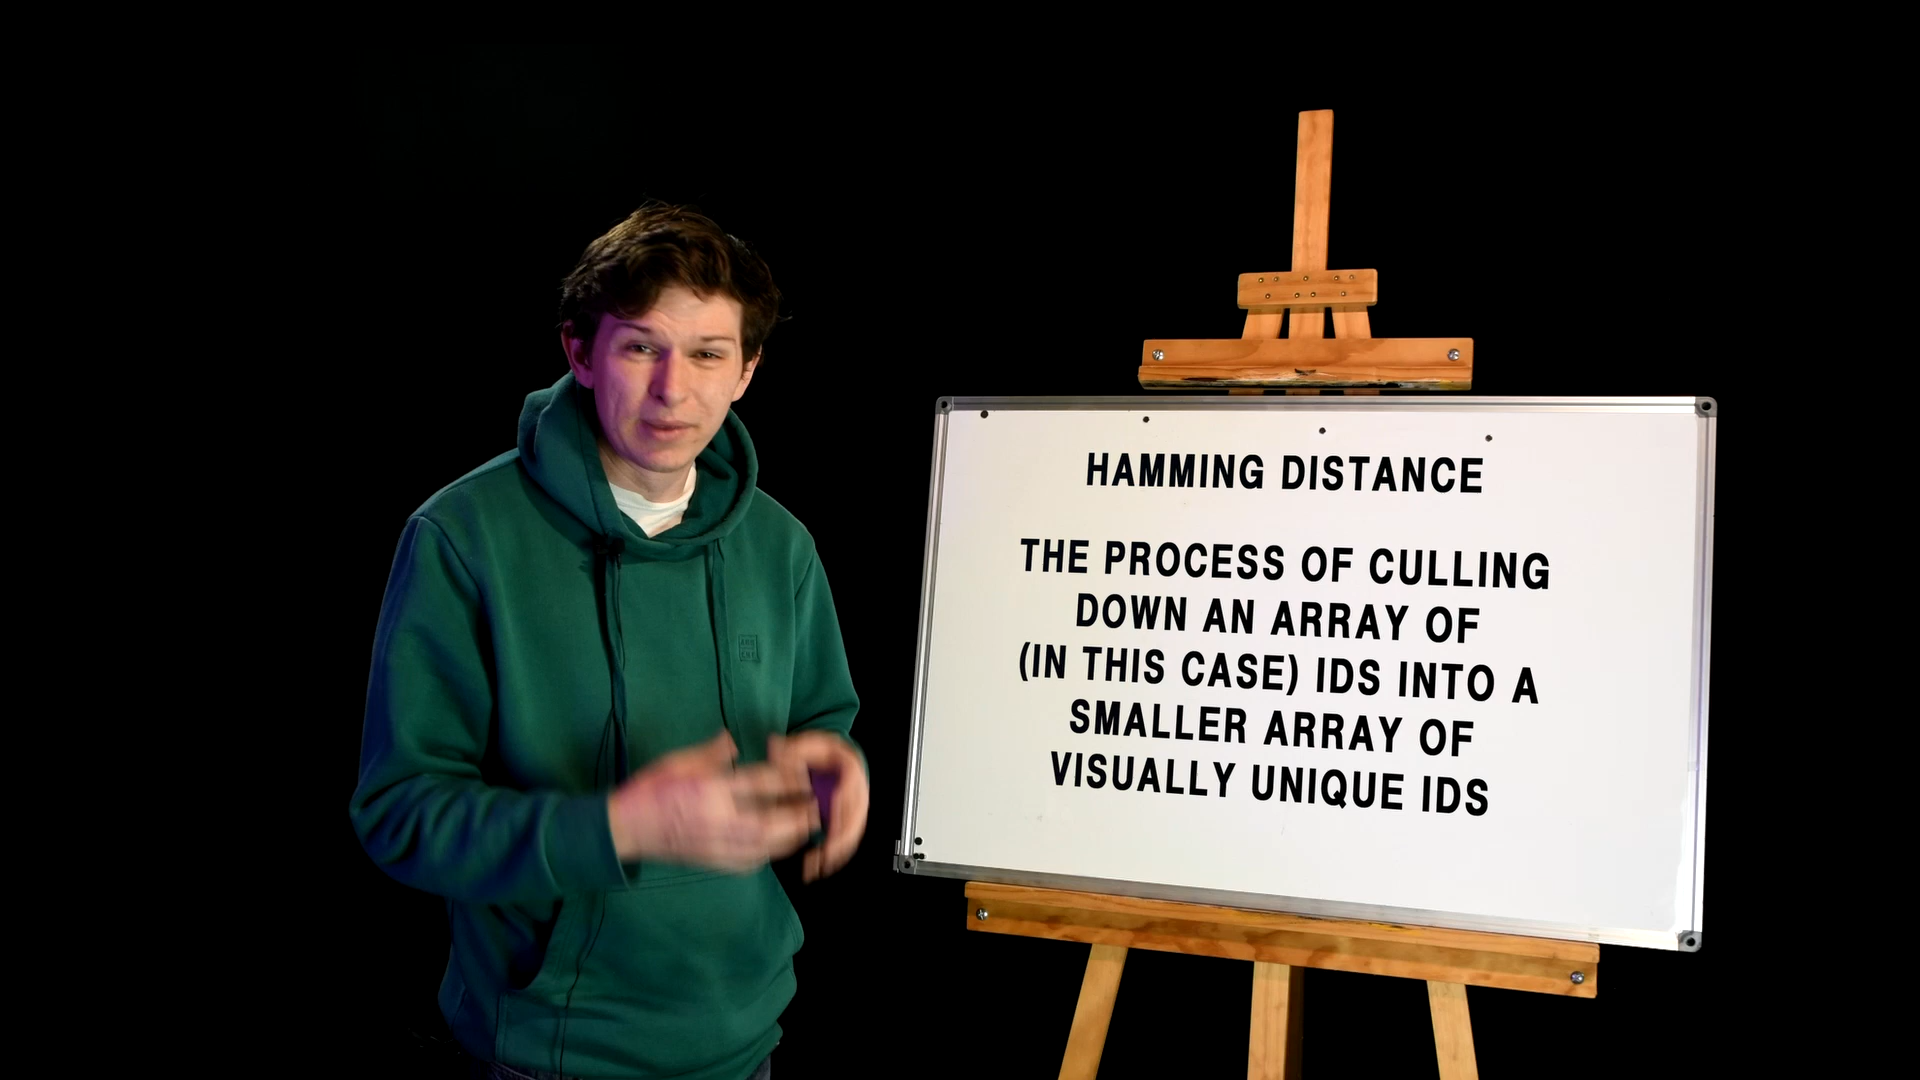 HAMMING DISTANCE
THE PROCESS OF CULLING
DOWN AN ARRAY OF
(IN THIS CASE) IDS INTO A
SMALLER ARRAY OF
VISUALLY UNIQUE IDS